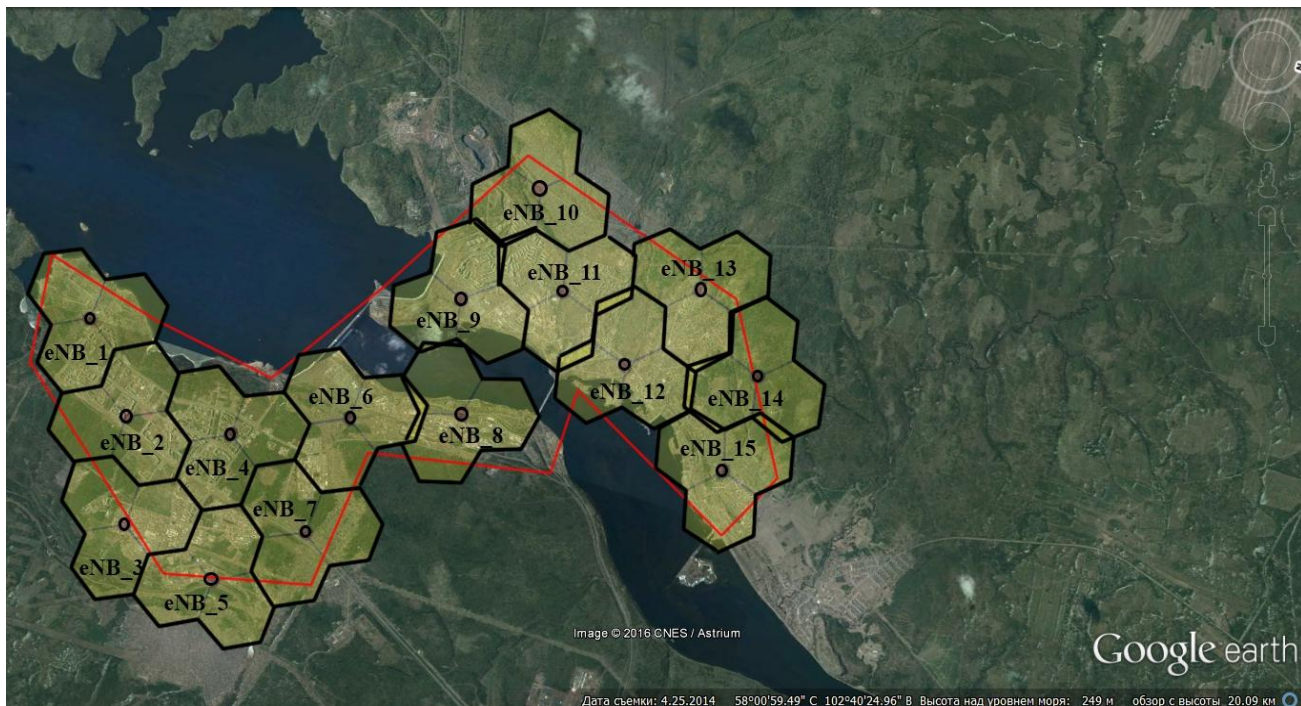 eNB_10
eNB_11
eNB_13
eNB_9
eNB_1
eNB_12
eNB_14
eNB_6
eNB_2
eNB_8
eNB_4
eNB_15
eNB_7
eNB_3
eNB_5
Image © 2016 CNES / Astrium
Google earth
Дата съемки: 4.25.2014 58°00'59.49" С 102°40'24.96" В Высота над уровнем моря: 249 м обзор с высоты 20.09 км